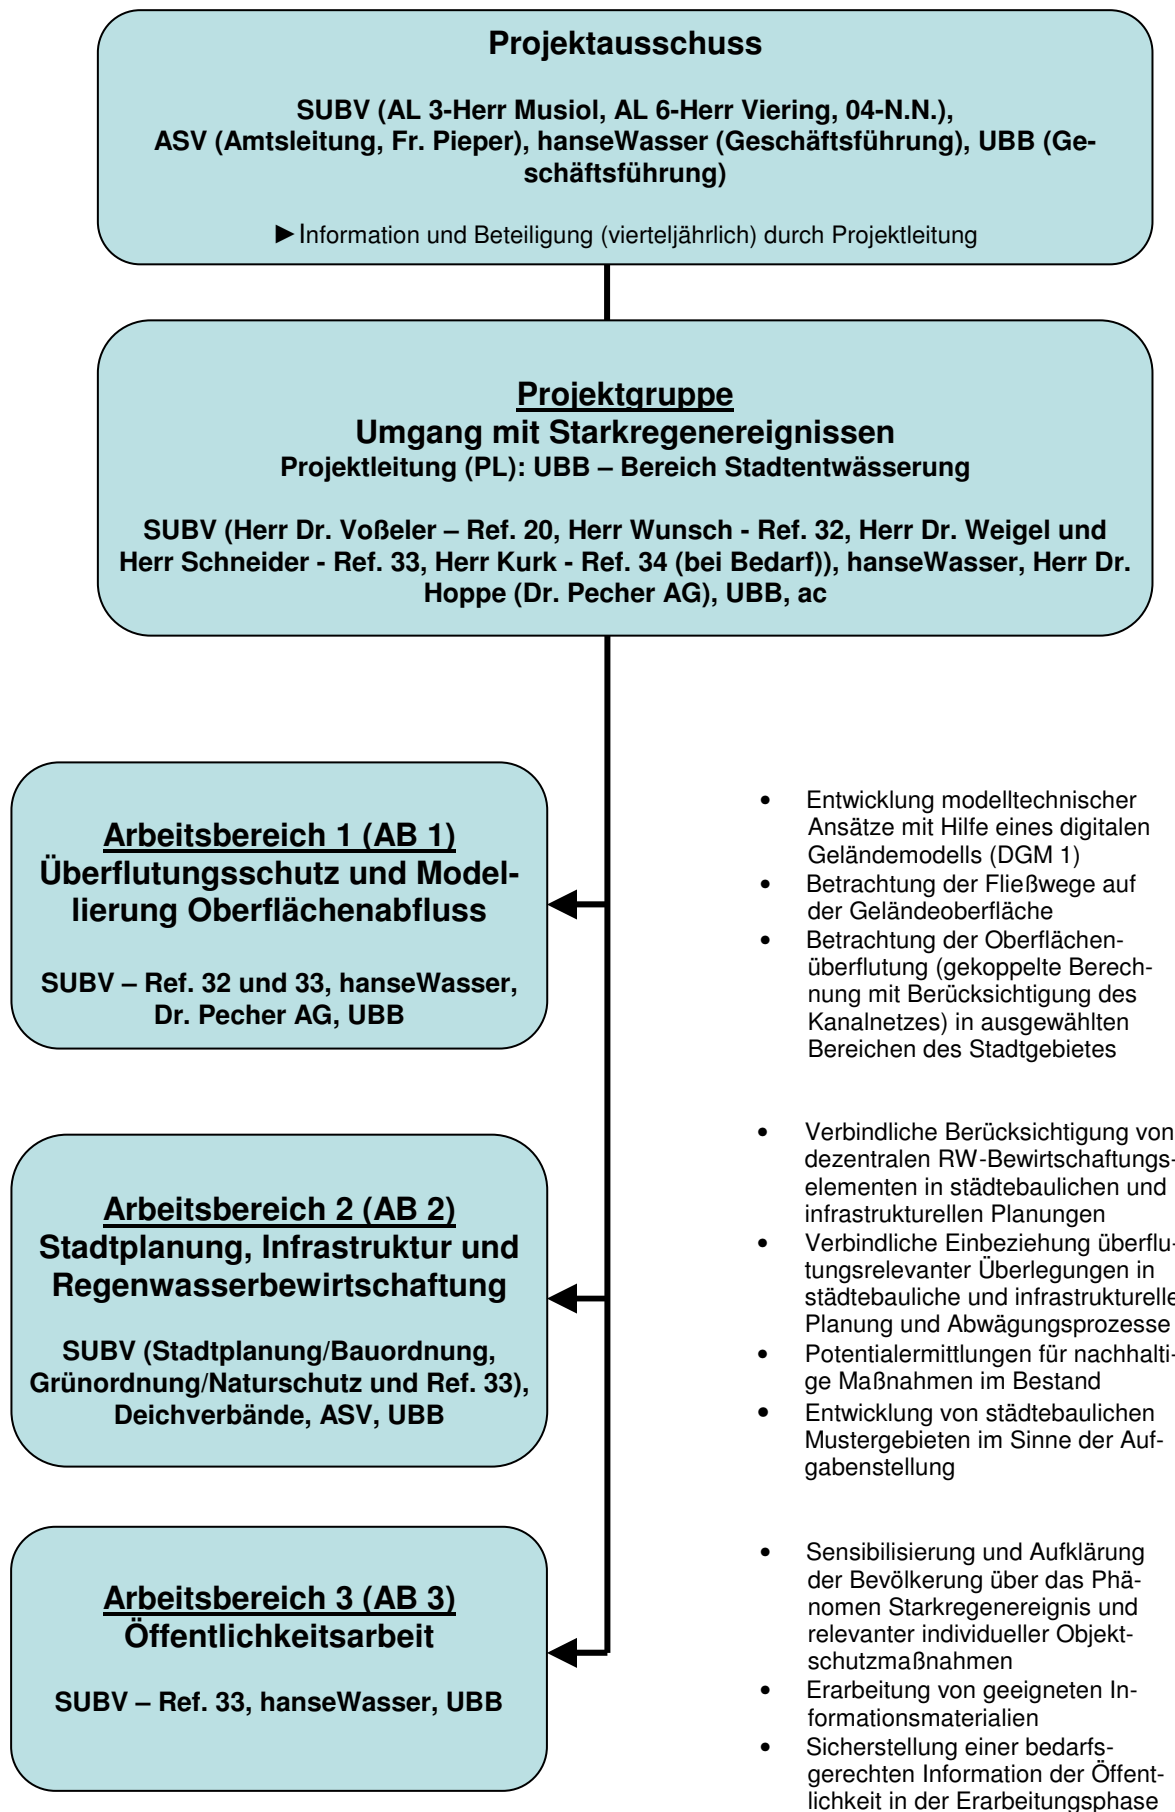 Projektausschuss
SUBV (AL 3-Herr Musiol, AL 6-Herr Viering, 04-N.N.),
ASV (Amtsleitung, Fr. Pieper), hanseWasser (Geschäftsführung), UBB (Ge-
schäftsführung)
►Information und Beteiligung (vierteljährlich) durch Projektleitung
Projektgruppe
Umgang mit Starkregenereignissen
Projektleitung (PL): UBB – Bereich Stadtentwässerung
SUBV (Herr Dr. Voßeler – Ref. 20, Herr Wunsch - Ref. 32, Herr Dr. Weigel und
Herr Schneider - Ref. 33, Herr Kurk - Ref. 34 (bei Bedarf)), hanseWasser, Herr Dr.
Hoppe (Dr. Pecher AG), UBB, ac
Arbeitsbereich 1 (AB 1)
Überflutungsschutz und Model-
lierung Oberflächenabfluss
SUBV – Ref. 32 und 33, hanseWasser,
Dr. Pecher AG, UBB
• Entwicklung modelltechnischer
Ansätze mit Hilfe eines digitalen
Geländemodells (DGM 1)
• Betrachtung der Fließwege auf
der Geländeoberfläche
• Betrachtung der Oberflächen-
überflutung (gekoppelte Berech-
nung mit Berücksichtigung des
Kanalnetzes) in ausgewählten
Bereichen des Stadtgebietes
Arbeitsbereich 2 (AB 2)
Stadtplanung, Infrastruktur und
Regenwasserbewirtschaftung
SUBV (Stadtplanung/Bauordnung,
Grünordnung/Naturschutz und Ref. 33),
Deichverbände, ASV, UBB
• Verbindliche Berücksichtigung von
dezentralen RW-Bewirtschaftungs-
elementen in städtebaulichen und
infrastrukturellen Planungen
• Verbindliche Einbeziehung überflu-
tungsrelevanter Überlegungen in
städtebauliche und infrastrukturelle
Planung und Abwägungsprozesse
• Potentialermittlungen für nachhalti-
ge Maßnahmen im Bestand
• Entwicklung von städtebaulichen
Mustergebieten im Sinne der Auf-
gabenstellung
Arbeitsbereich 3 (AB 3)
Öffentlichkeitsarbeit
SUBV – Ref. 33, hanseWasser, UBB
• Sensibilisierung und Aufklärung
der Bevölkerung über das Phä-
nomen Starkregenereignis und
relevanter individueller Objekt-
schutzmaßnahmen
• Erarbeitung von geeigneten In-
formationsmaterialien
• Sicherstellung einer bedarfs-
gerechten Information der Öffent-
lichkeit in der Erarbeitungsphase